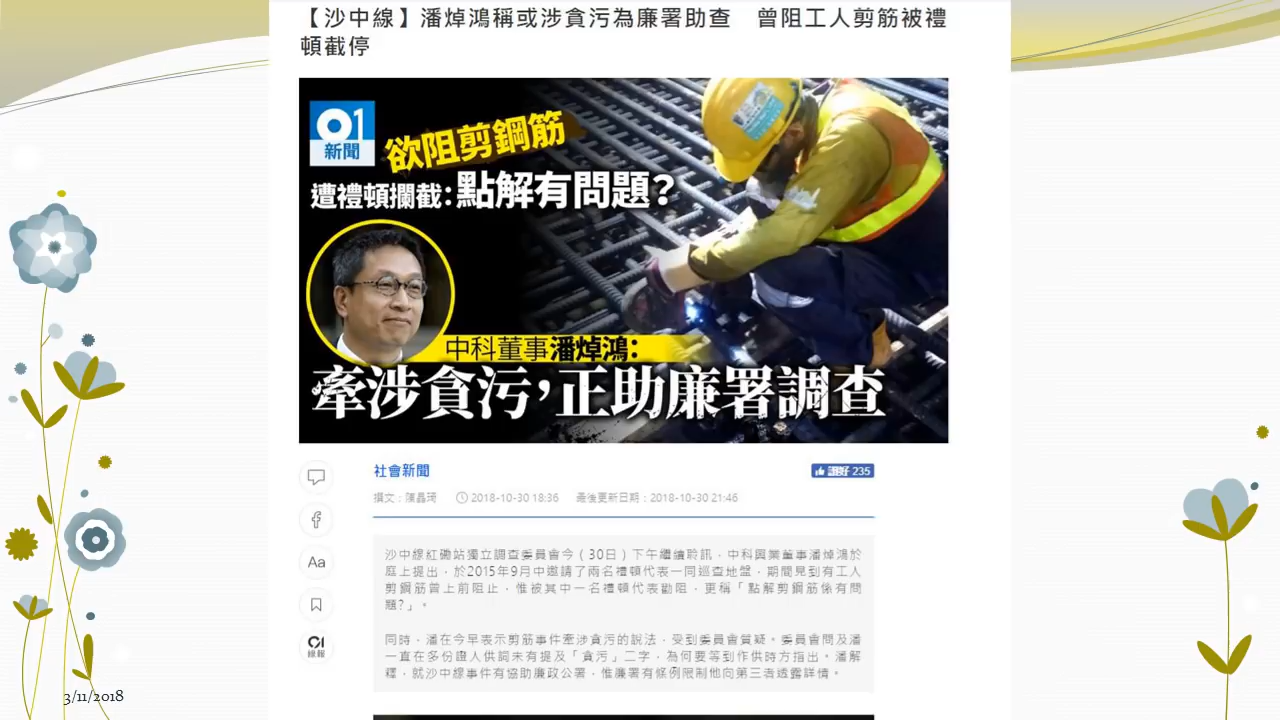 【沙中線】潘焯鴻稱或涉貪污為廉署助查　曾阻工人剪筋被禮
頓截停
01
新聞
欲阻剪鋼筋
遭禮頓攔截：點解有問題？
中科董事潘焯鴻：
牽涉貪污，正助廉署調查
社會新聞
讚好 235
撰文：陳晶琦 2018-10-30 18:36 最後更新日期：2018-10-30 21:46
沙中線紅磡站獨立調查委員會今（30日）下午繼續聆訊，中科興業董事潘焯鴻於
庭上提出，於2015年9月中邀請了兩名禮頓代表一同巡查地盤，期間見到有工人
剪鋼筋曾上前阻止，惟被其中一名禮頓代表勸阻，更稱「點解剪鋼筋係有問
題?」。
同時，潘在今早表示剪筋事件牽涉貪污的說法，受到委員會質疑。委員會問及潘
一直在多份證人供詞未有提及「貪污」二字，為何要等到作供時方指出。潘解
釋，就沙中線事件有協助廉政公署，惟廉署有條例限制他向第三者透露詳情。
Aa
01
線報
3/11/2018